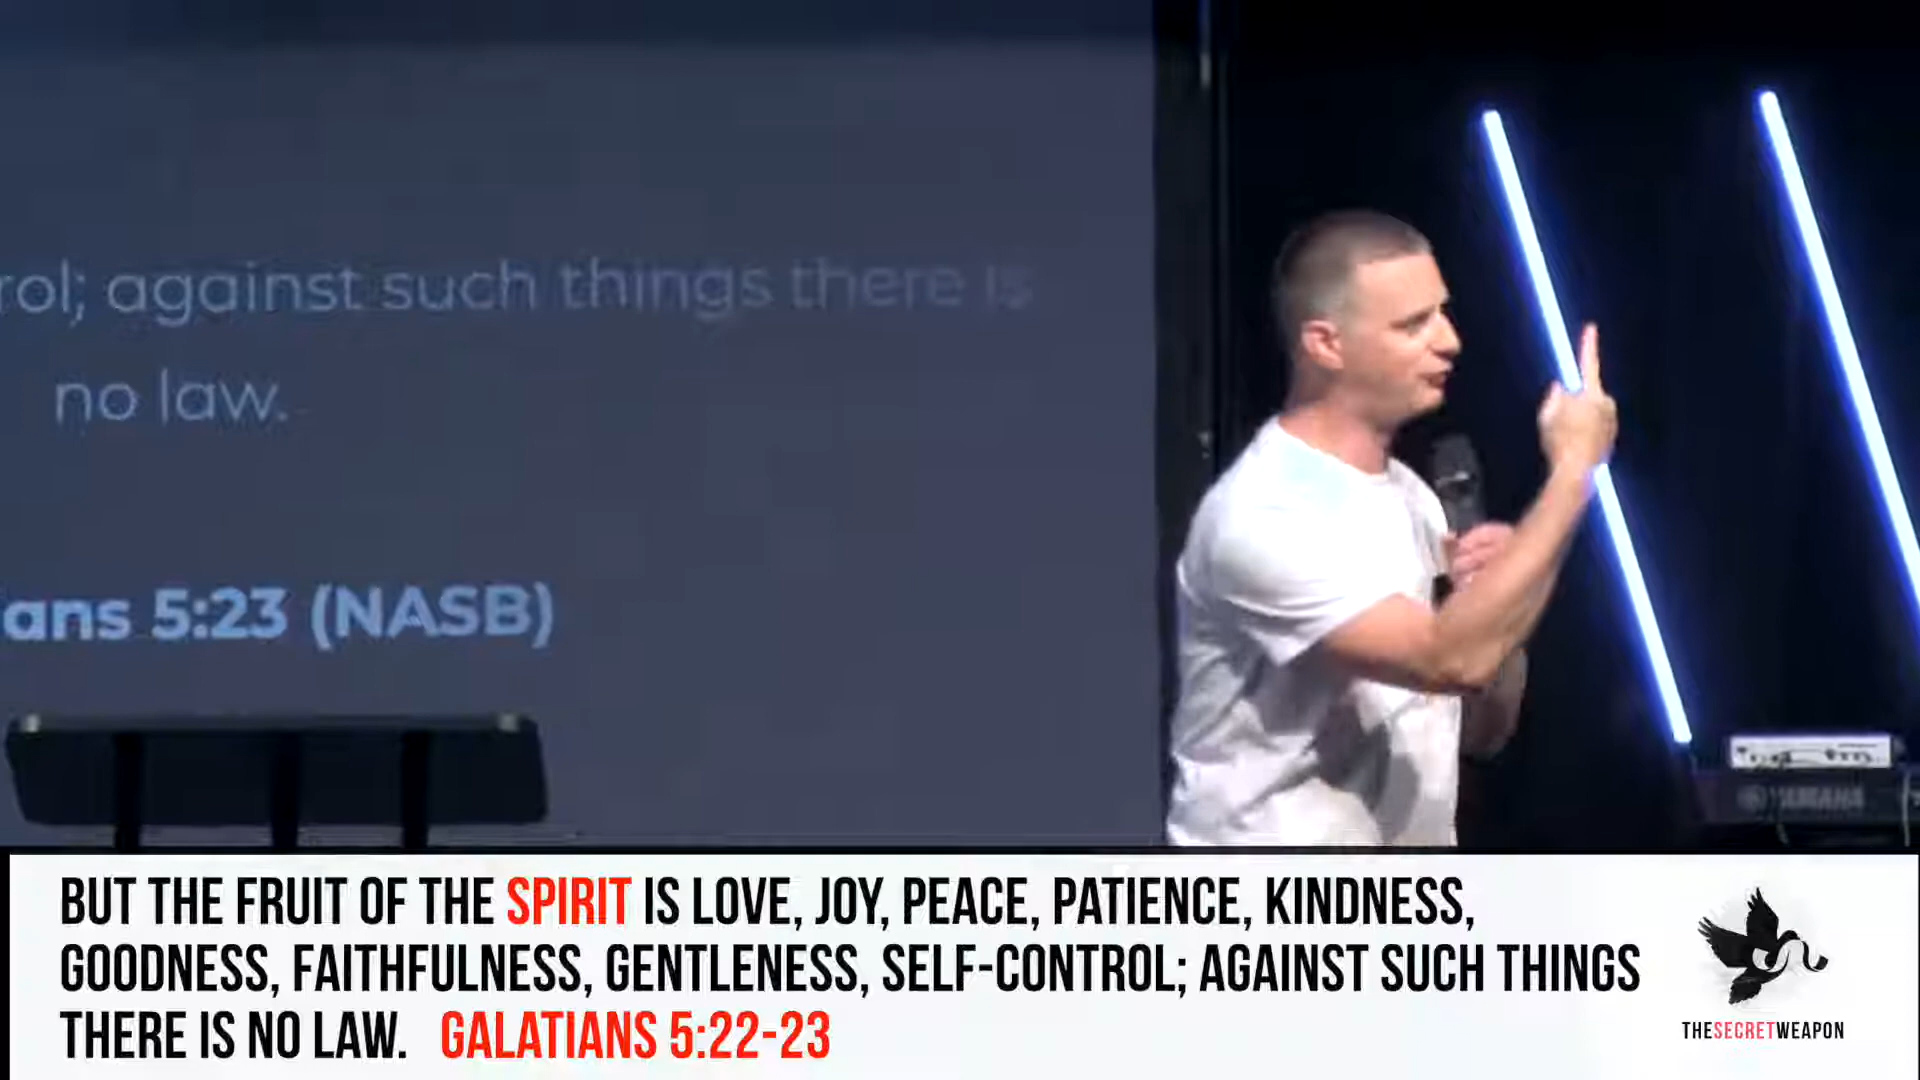 rol; against such things there is
no law.
ans 5:23 (NASB)
YAMAHA
BUT THE FRUIT OF THE SPIRIT IS LOVE, JOY, PEACE, PATIENCE, KINDNESS,
GOODNESS, FAITHFULNESS, GENTLENESS, SELF-CONTROL; AGAINST SUCH THINGS
THERE IS NO LAW. GALATIANS 5:22-23
THESECRETWEAPON